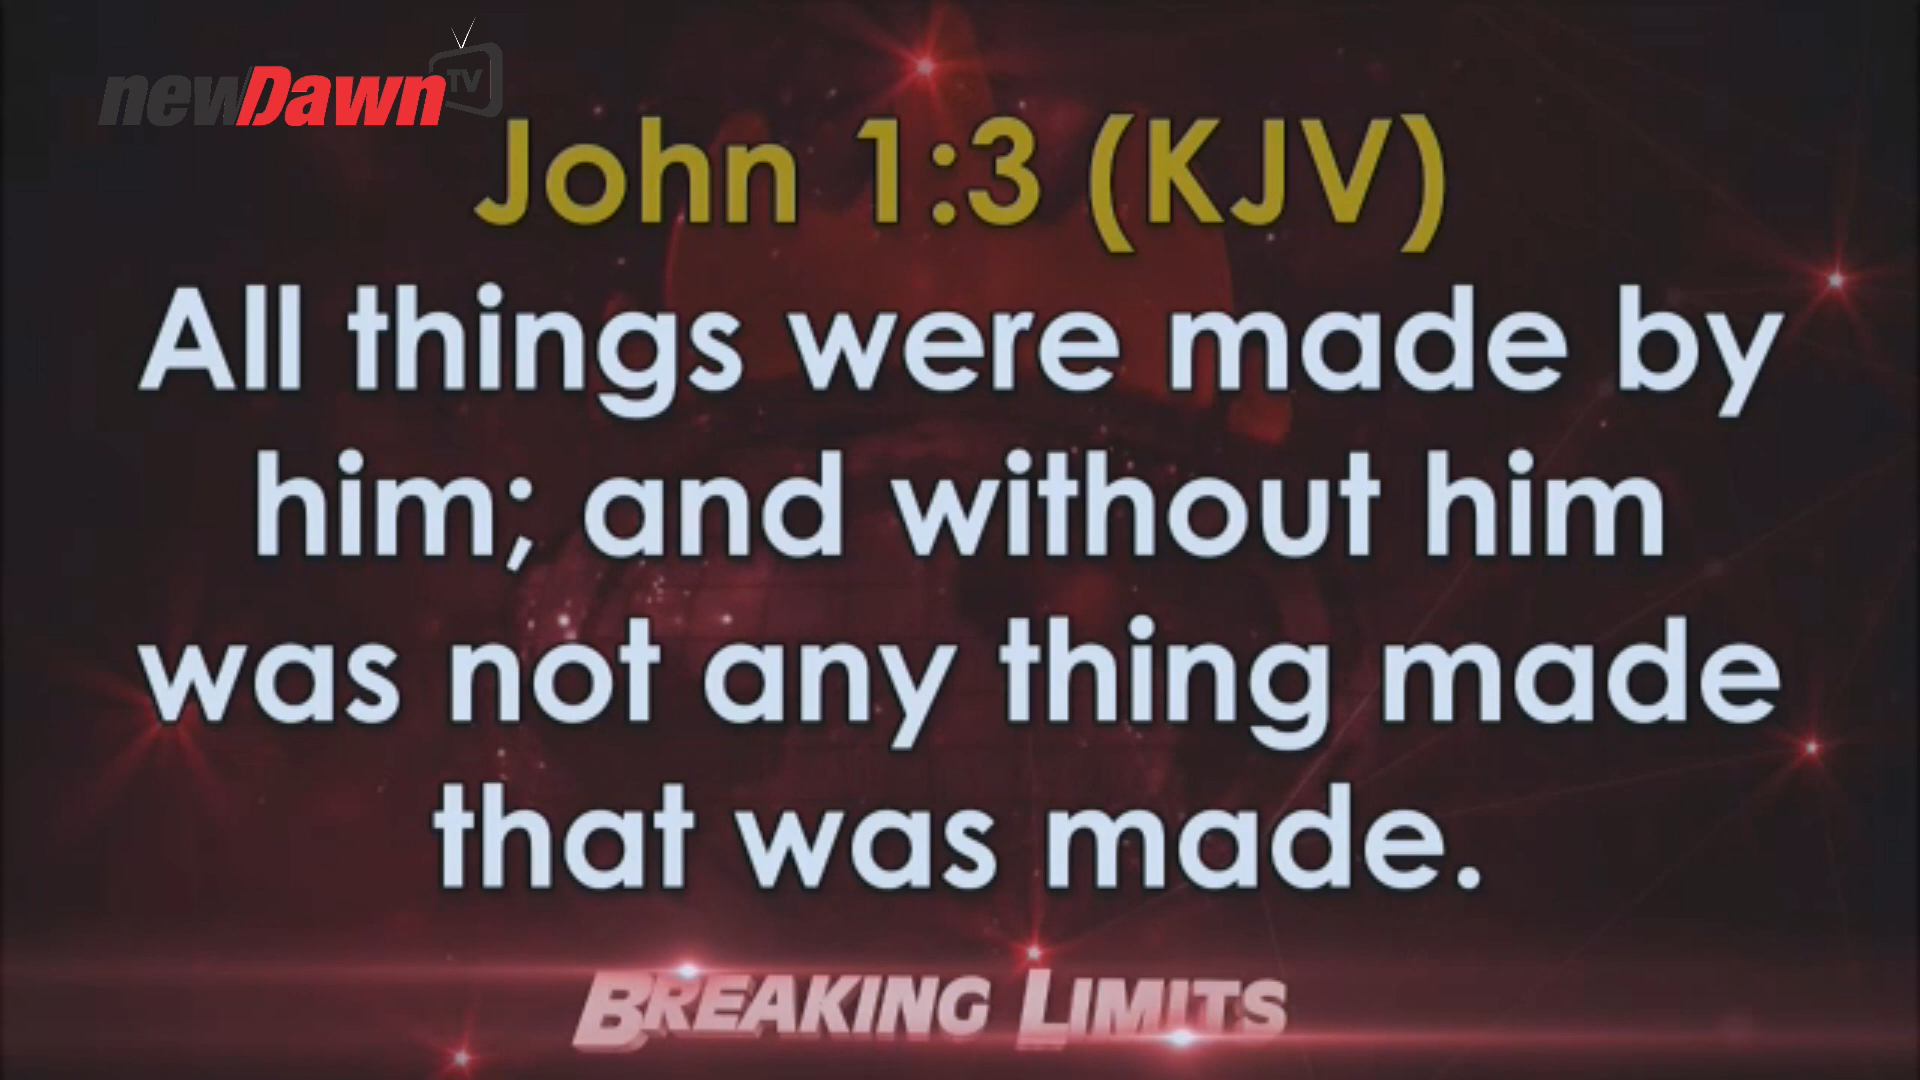 newDawn TV
John 1:3 (KJV)
All things were made by
him; and without him
was not any thing made
that was made.
BREAKING LIMITS